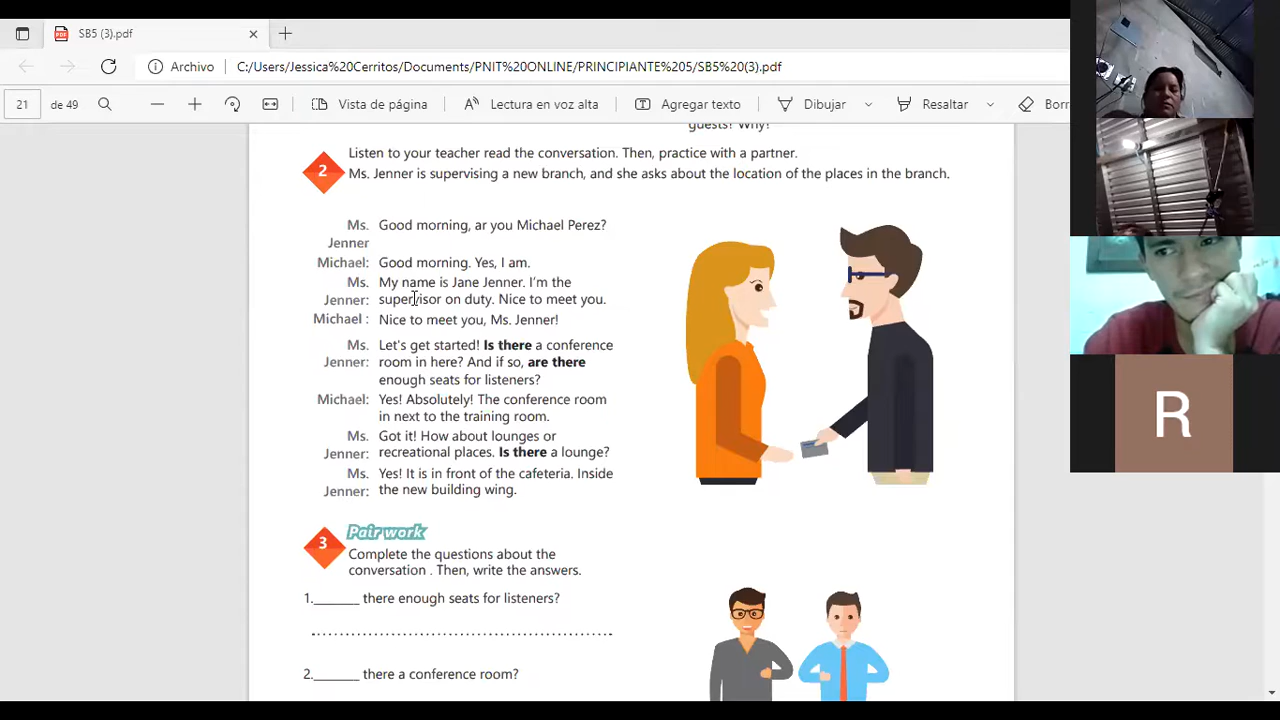 SB5 (3).pdf
Archivo C:/Users/Jessica%20Cerritos/Documents/PNIT%20ONLINE/PRINCIPIANTE%205/SB5%20(3).pdf
21 de 49 Vista de página Lectura en voz alta Agregar texto Dibujar Resaltar Borr
guests? Why?
2 Listen to your teacher read the conversation. Then, practice with a partner.
Ms. Jenner is supervising a new branch, and she asks about the location of the places in the branch.
Ms. Good morning, ar you Michael Perez?
Jenner
Michael: Good morning. Yes, I am.
Ms. My name is Jane Jenner. I'm the
Jenner: supervisor on duty. Nice to meet you.
Michael : Nice to meet you, Ms. Jenner!
Ms. Let's get started! Is there a conference
Jenner: room in here? And if so, are there
enough seats for listeners?
Michael: Yes! Absolutely! The conference room
in next to the training room.
Ms. Got it! How about lounges or
Jenner: recreational places. Is there a lounge?
Ms. Yes! It is in front of the cafeteria. Inside
Jenner: the new building wing.
3 Pair work
Complete the questions about the
conversation . Then, write the answers.
1._______ there enough seats for listeners?
2._______ there a conference room?
R